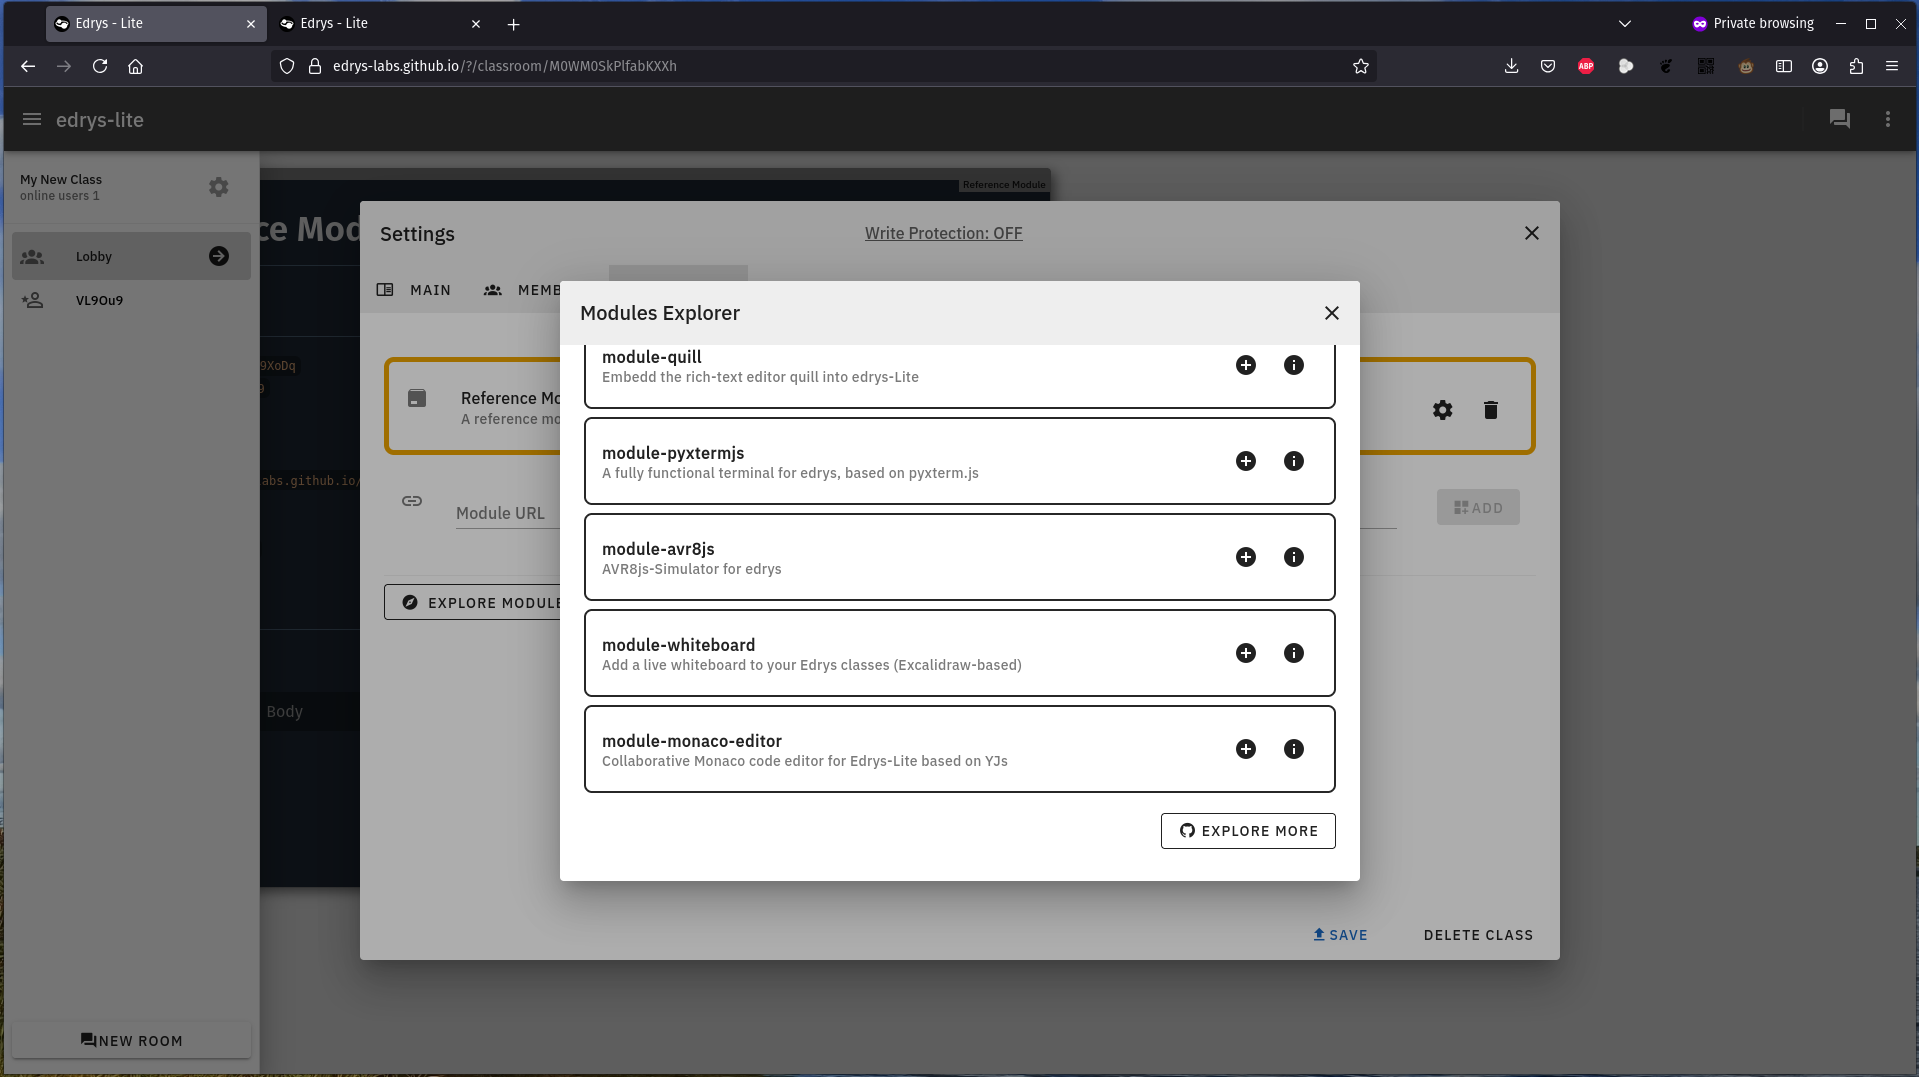 Edrys - Lite
Edrys - Lite
Private browsing
edrys-labs.github.io/?/classroom/M0WM0SkPlfabKXXh
ABP
edrys-lite
My New Class
online users 1
Reference Module
ce Mod
Settings
Write Protection: OFF
Lobby
MAIN
MEMB
VL9Ou9
Modules Explorer
module-quill
Embedd the rich-text editor quill into edrys-Lite
9XoDq
9
Reference Mo
A reference mo
module-pyxtermjs
A fully functional terminal for edrys, based on pyxterm.js
abs.github.io/
Module URL
ADD
module-avr8js
AVR8js-Simulator for edrys
EXPLORE MODULE
module-whiteboard
Add a live whiteboard to your Edrys classes (Excalidraw-based)
Body
module-monaco-editor
Collaborative Monaco code editor for Edrys-Lite based on YJs
EXPLORE MORE
SAVE
DELETE CLASS
NEW ROOM